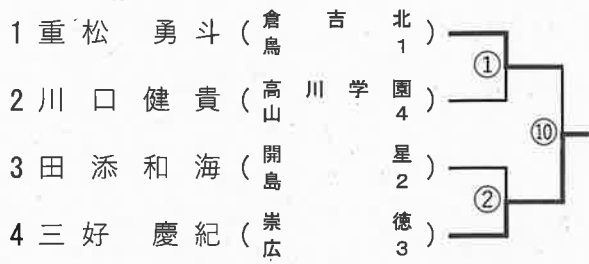 1 重松 勇斗 (倉吉北 鳥1)
①
2 川口健貴 (高川学園 山4)
⑩
3 田添和海 (開星 島2)
②
4 三好 慶紀 (崇徳 広3)